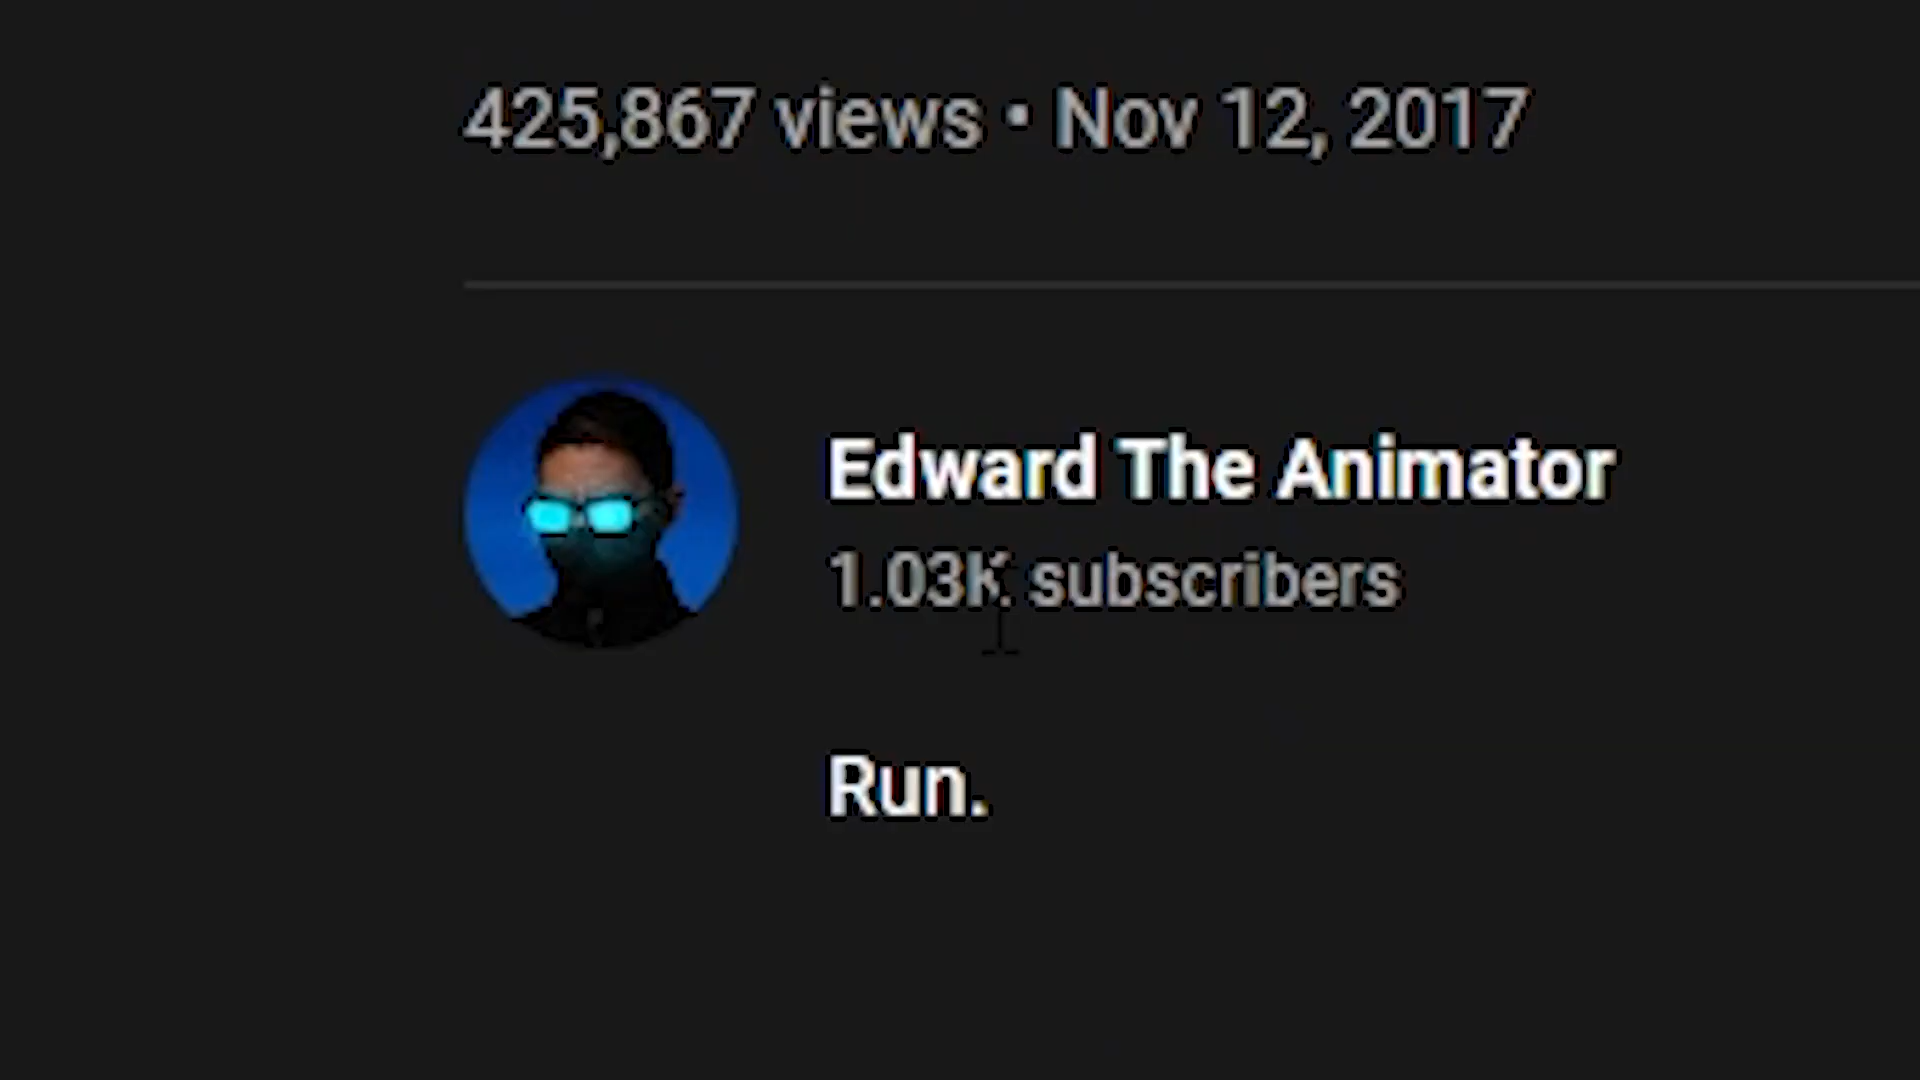 425,867 views • Nov 12, 2017
Edward The Animator
1.03K subscribers
Run.